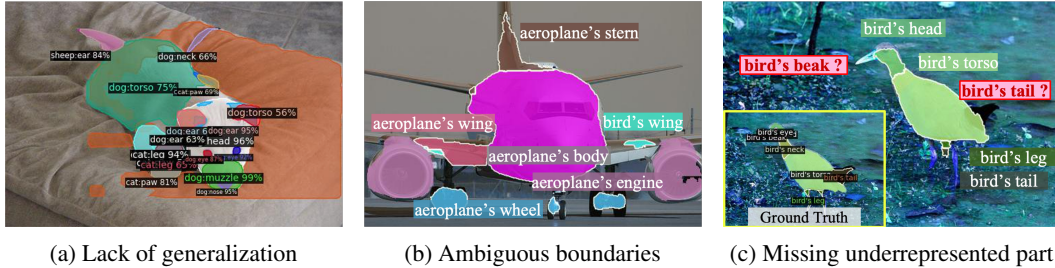 sheep:ear 84%
dog:neck 66%
dog:torso 75%
cat:paw 69%
dog:torso 56%
dog:ear 95%
dog:ear 63%
head 96%
cat:leg 94%
cat:leg 65%
dog:eye 87%
cat:paw 81%
dog:muzzle 99%
dog:nose 95%
(a) Lack of generalization
aeroplane's stern
aeroplane's wing
bird's wing
aeroplane's body
aeroplane's engine
aeroplane's wheel
(b) Ambiguous boundaries
bird's head
bird's beak ?
bird's torso
bird's tail ?
bird's eye
bird's neck
bird's tail
bird's leg
Ground Truth
bird's leg
bird's tail
(c) Missing underrepresented part